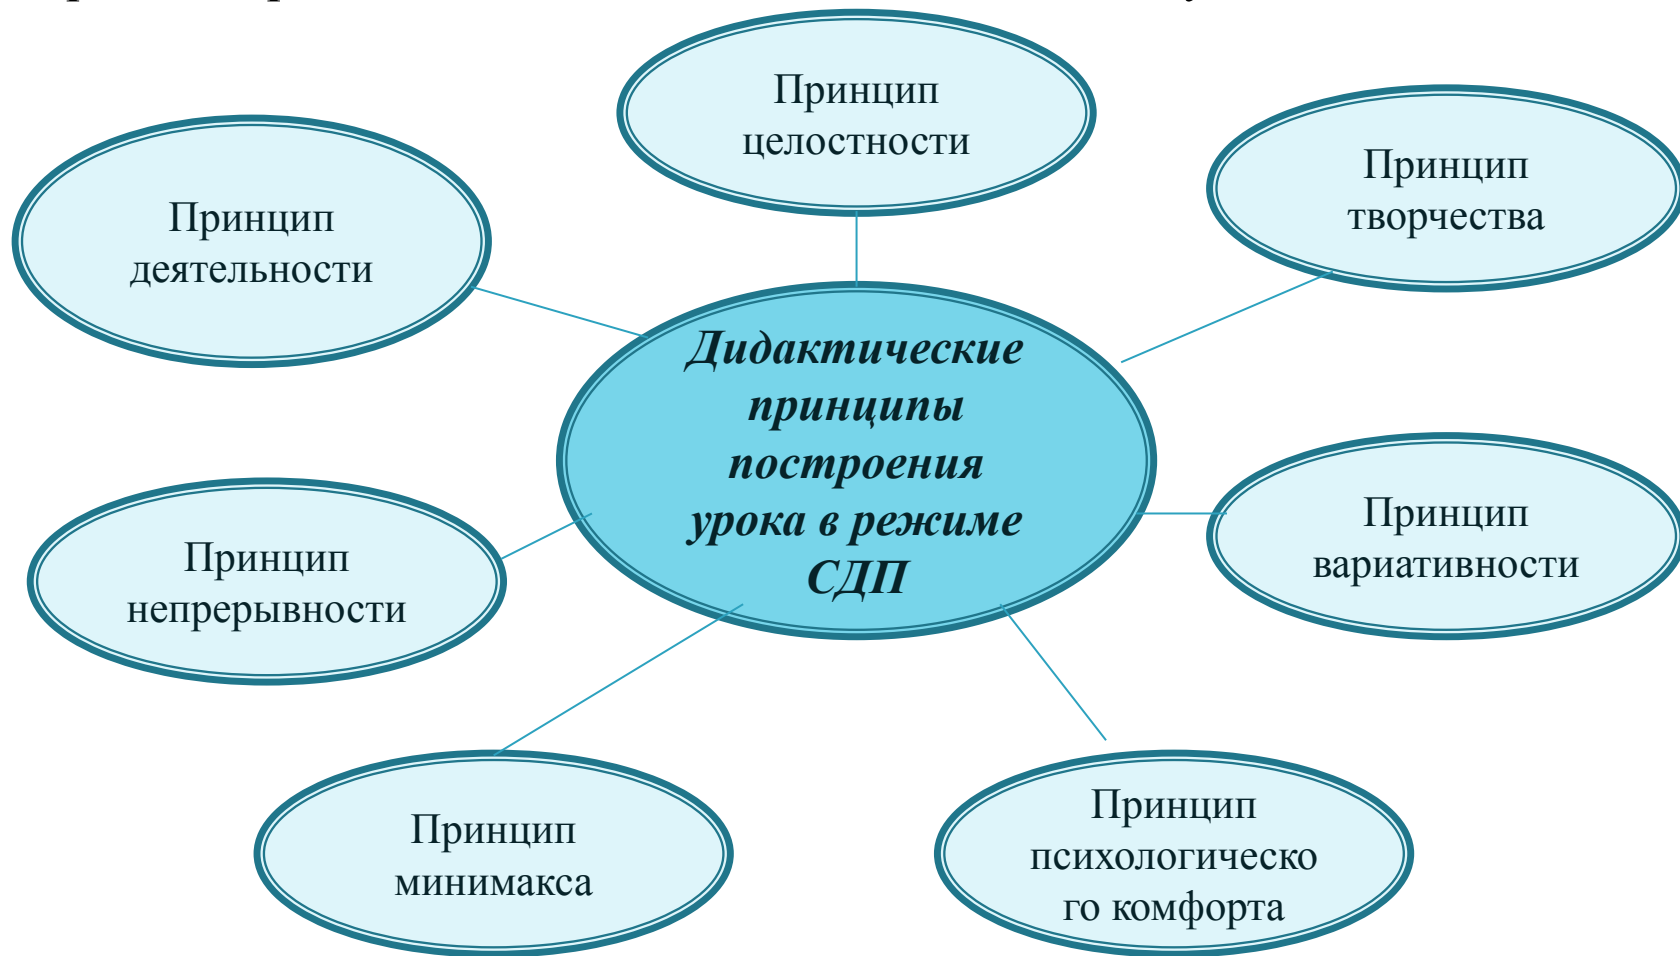 Принцип
целостности
Принцип
творчества
Принцип
деятельности
Дидактические
принципы
построения
урока в режиме
СДП
Принцип
вариативности
Принцип
непрерывности
Принцип
минимакса
Принцип
психологическо
го комфорта